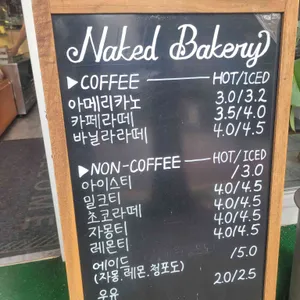 Naked Bakery
▶COFFEE — HOT/ICED
아메리카노 3.0/3.2
카페라떼 3.5/4.0
바닐라라떼 4.0/4.5
▶NON-COFFEE — HOT/ICED
아이스티 /3.0
밀크티 4.0/4.5
초코라떼 4.0/4.5
자몽티 4.0/4.5
레몬티 4.0/4.5
에이드 /5.0
(자몽.레몬.청포도)
우유 2.0/2.5